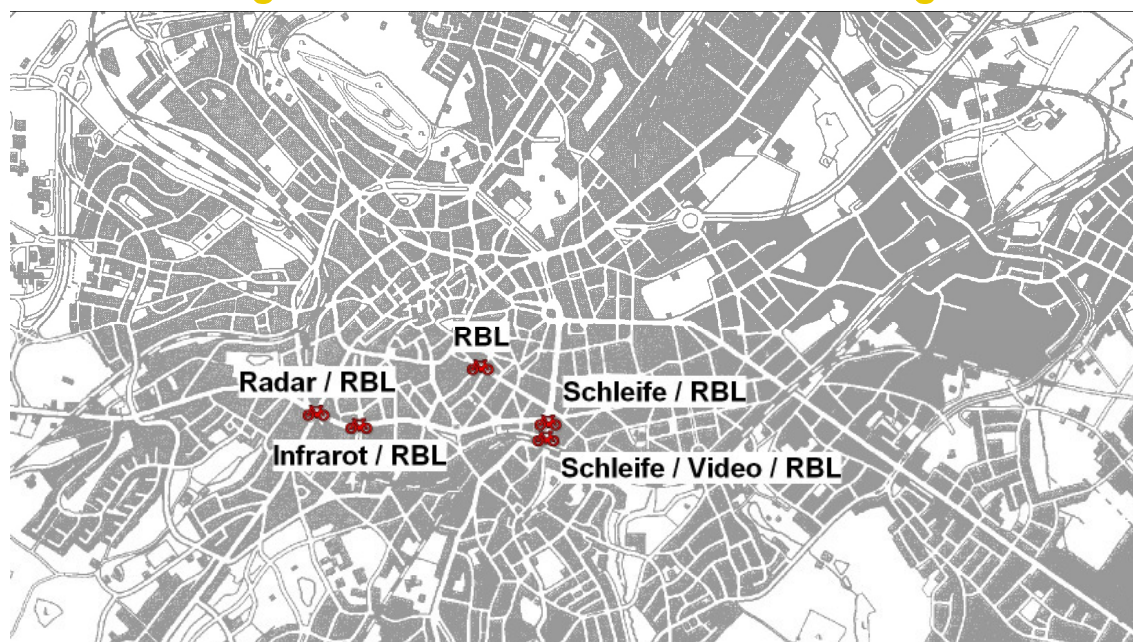 RBL
Radar / RBL
Schleife / RBL
Infrarot / RBL
Schleife / Video / RBL